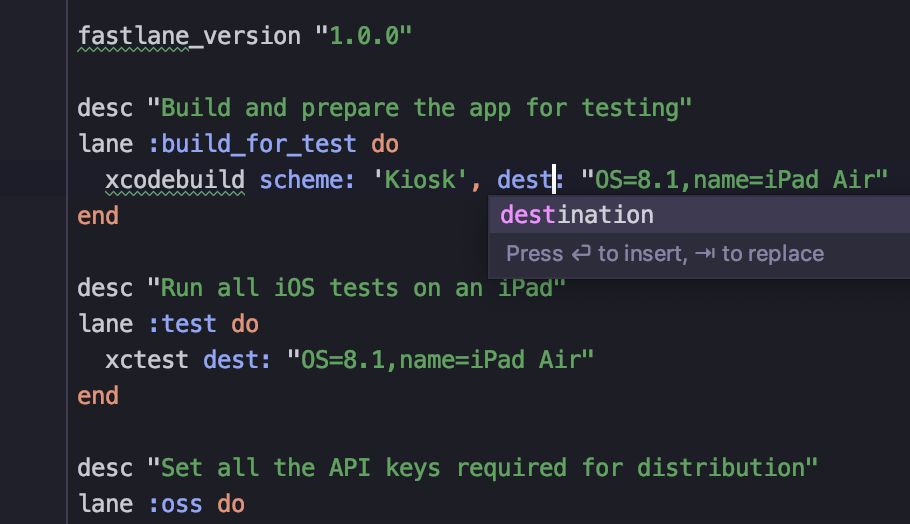 fastlane_version "1.0.0"
desc "Build and prepare the app for testing"
lane :build_for_test do
xcodebuild scheme: 'Kiosk', dest: "OS=8.1,name=iPad Air"
destination
end
Press ⏎ to insert, ⇥ to replace
desc "Run all iOS tests on an iPad"
lane :test do
xctest dest: "OS=8.1,name=iPad Air"
end
desc "Set all the API keys required for distribution"
lane :oss do